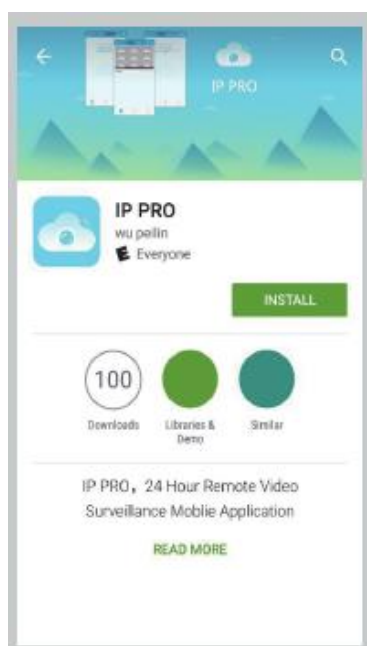 IP PRO
IP PRO
wu peilin
Everyone
INSTALL
100
Downloads
Libraries &
Demo
Similar
IP PRO，24 Hour Remote Video
Surveillance Moblie Application
READ MORE